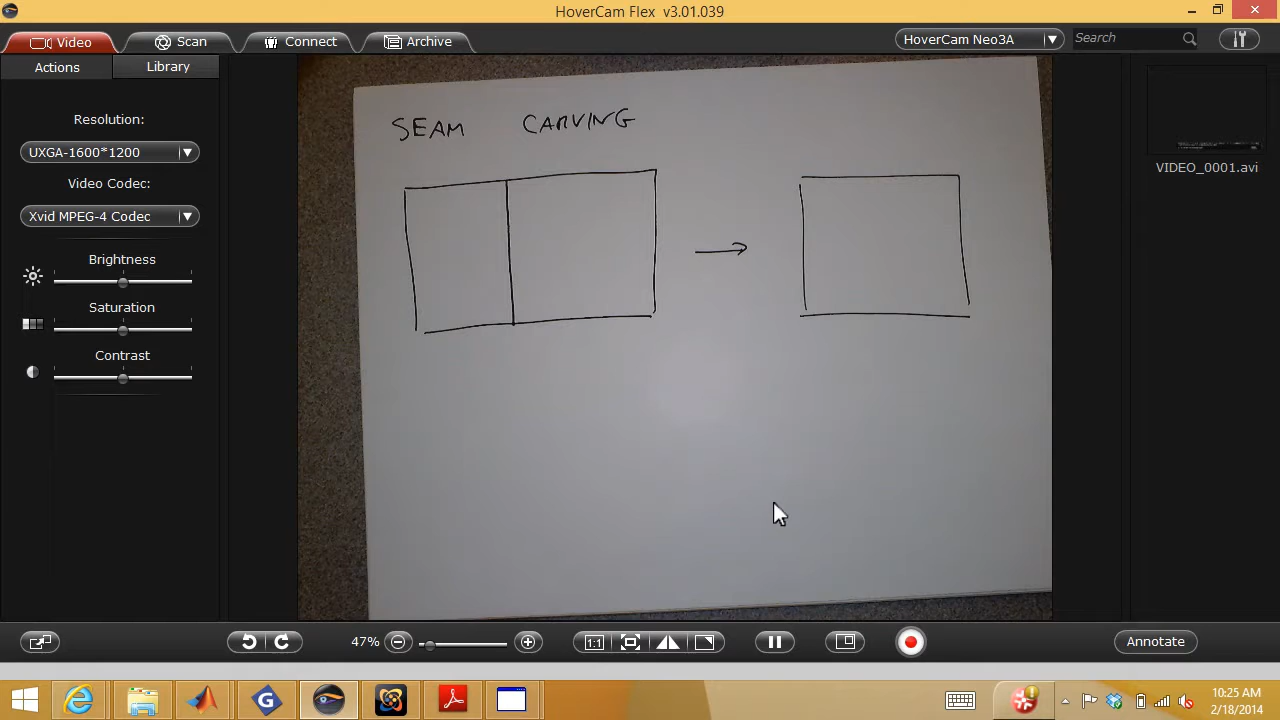 HoverCam Flex v3.01.039
Video
Scan
Connect
Archive
HoverCam Neo3A
Search
Actions
Library
Resolution:
UXGA-1600*1200
Video Codec:
Xvid MPEG-4 Codec
Brightness
Saturation
Contrast
SEAM CARVING
VIDEO_0001.avi
47%
1:1
Annotate
10:25 AM
2/18/2014